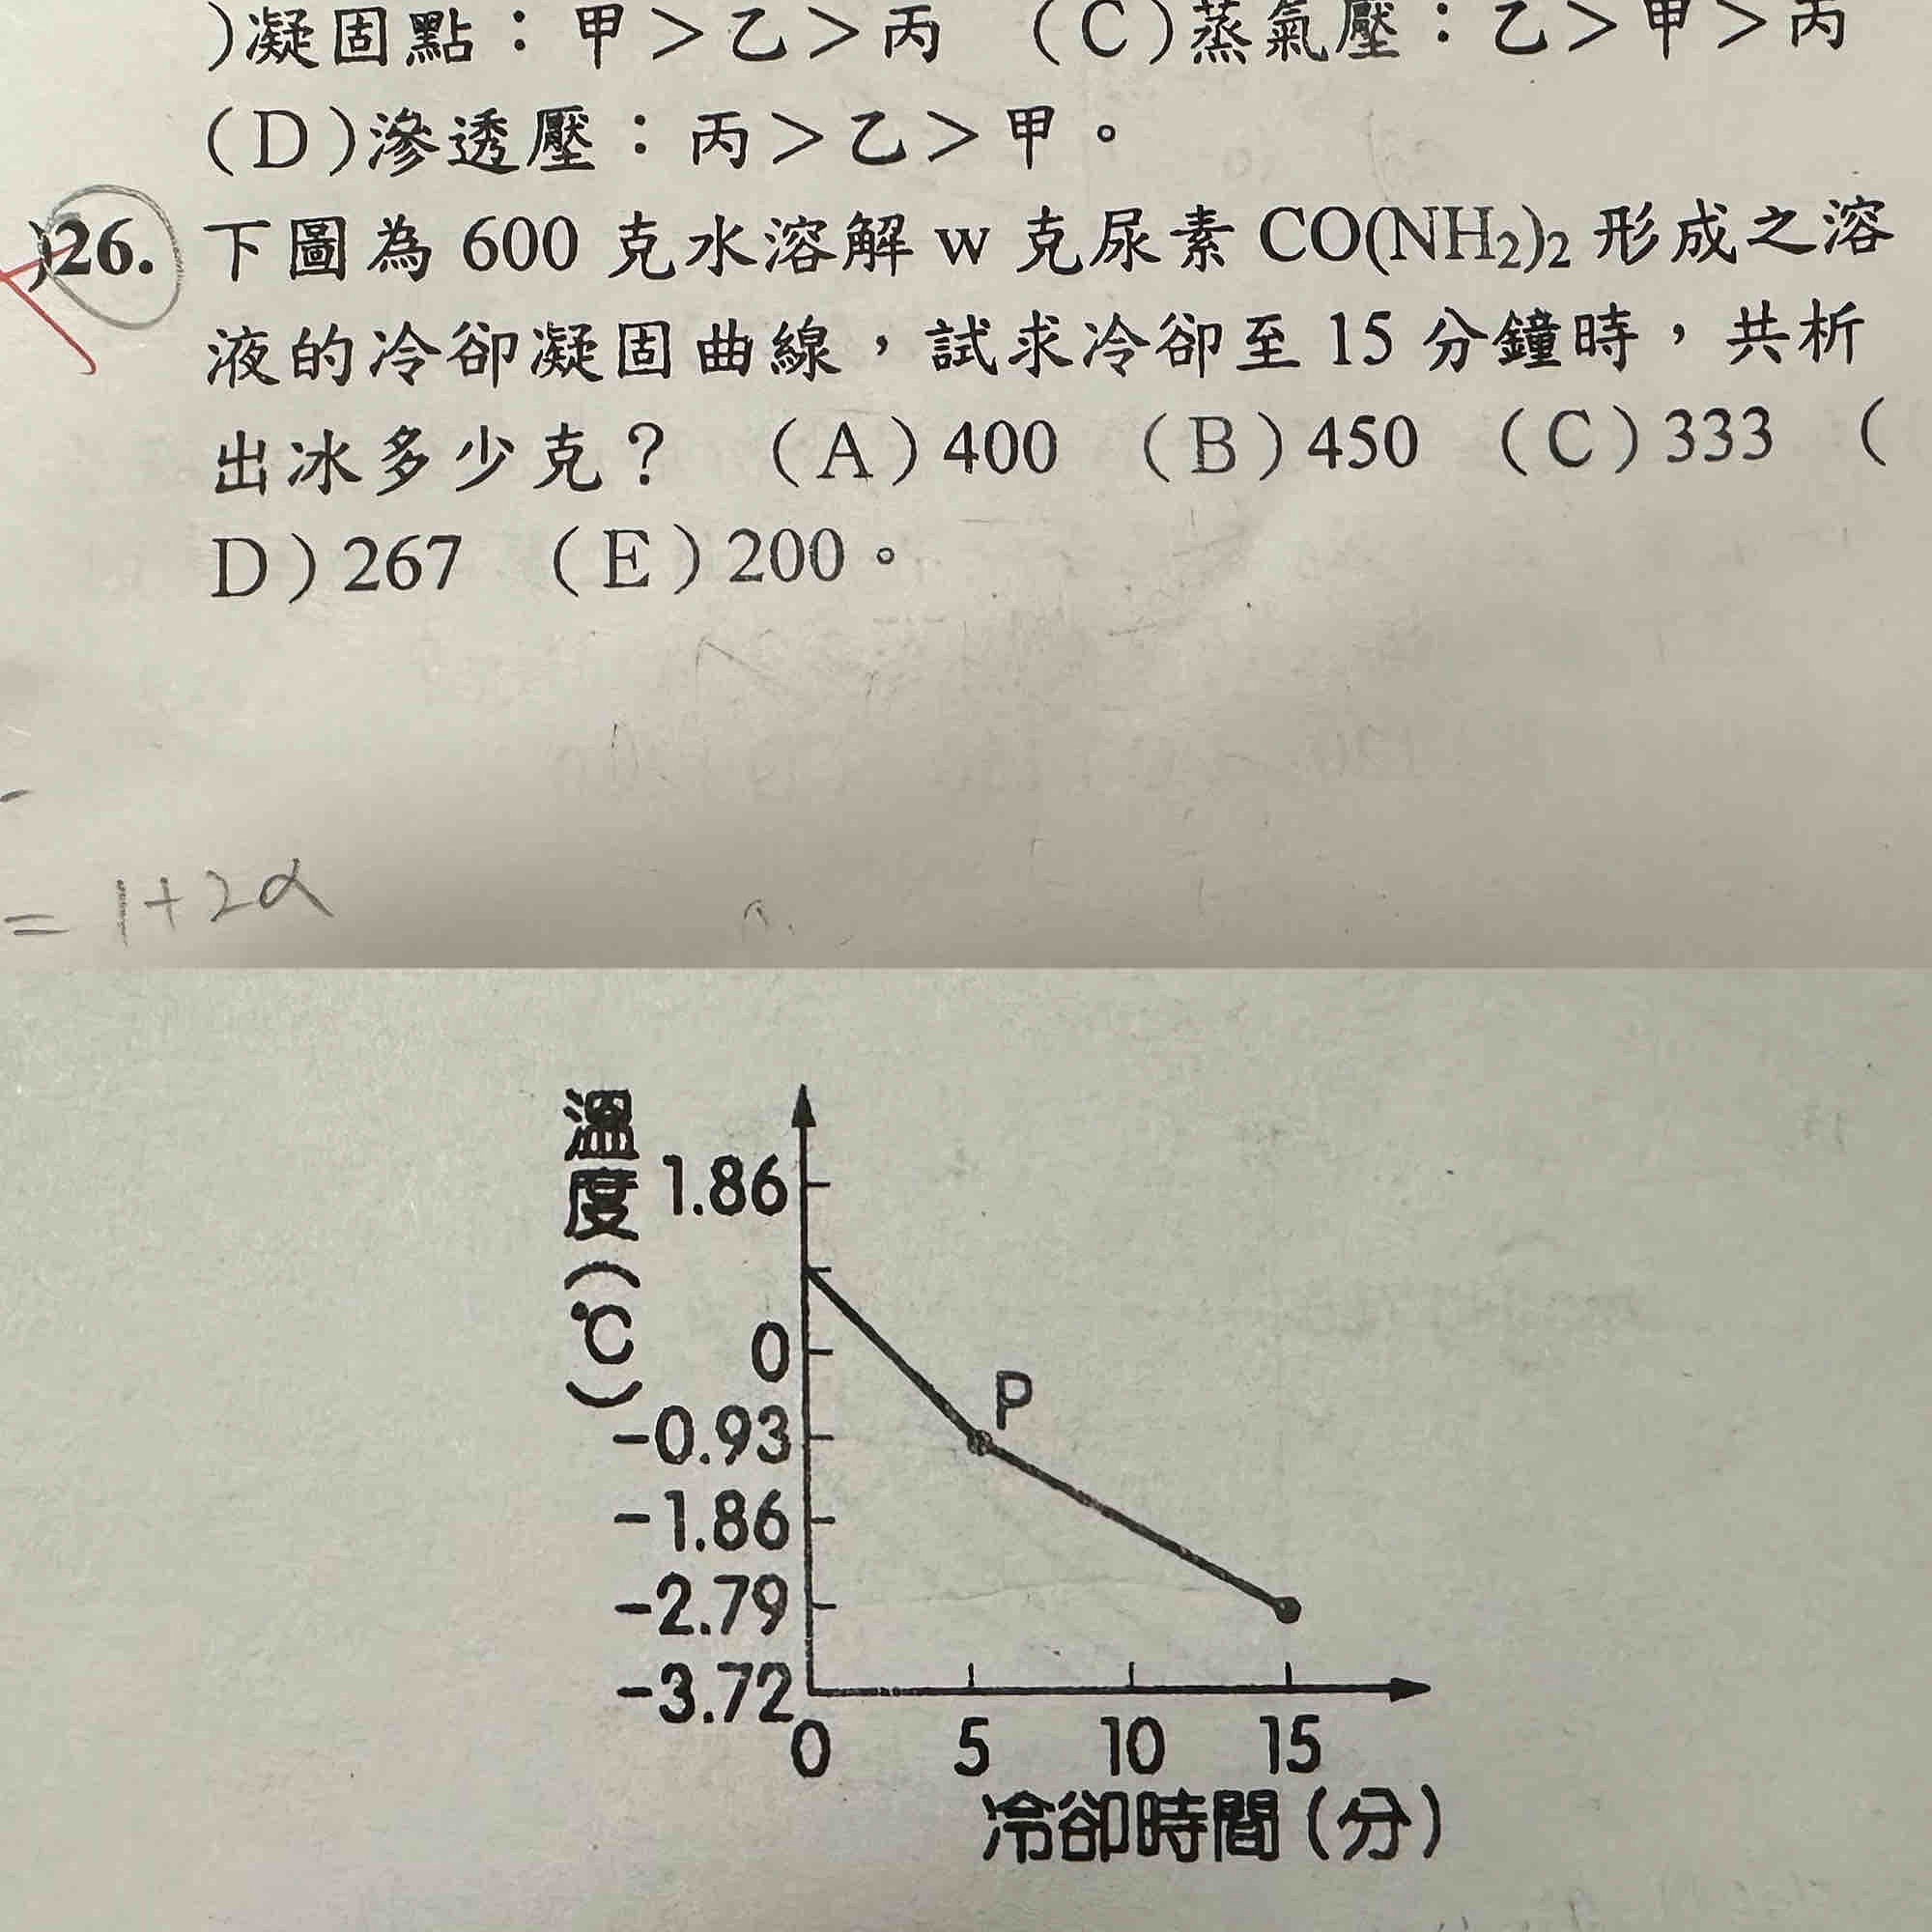 )凝固點：甲＞乙＞丙 (C)蒸氣壓：乙＞甲＞丙
(D)滲透壓：丙＞乙＞甲。
)26. 下圖為 600 克水溶解 w 克尿素 CO(NH₂)₂ 形成之溶
液的冷卻凝固曲線，試求冷卻至 15 分鐘時，共析
出冰多少克？ (A)400 (B)450 (C)333 (
D)267 (E)200。
= 1+2α
溫度(℃)
1.86
0
P
-0.93
-1.86
-2.79
-3.72
0 5 10 15
冷卻時間(分)